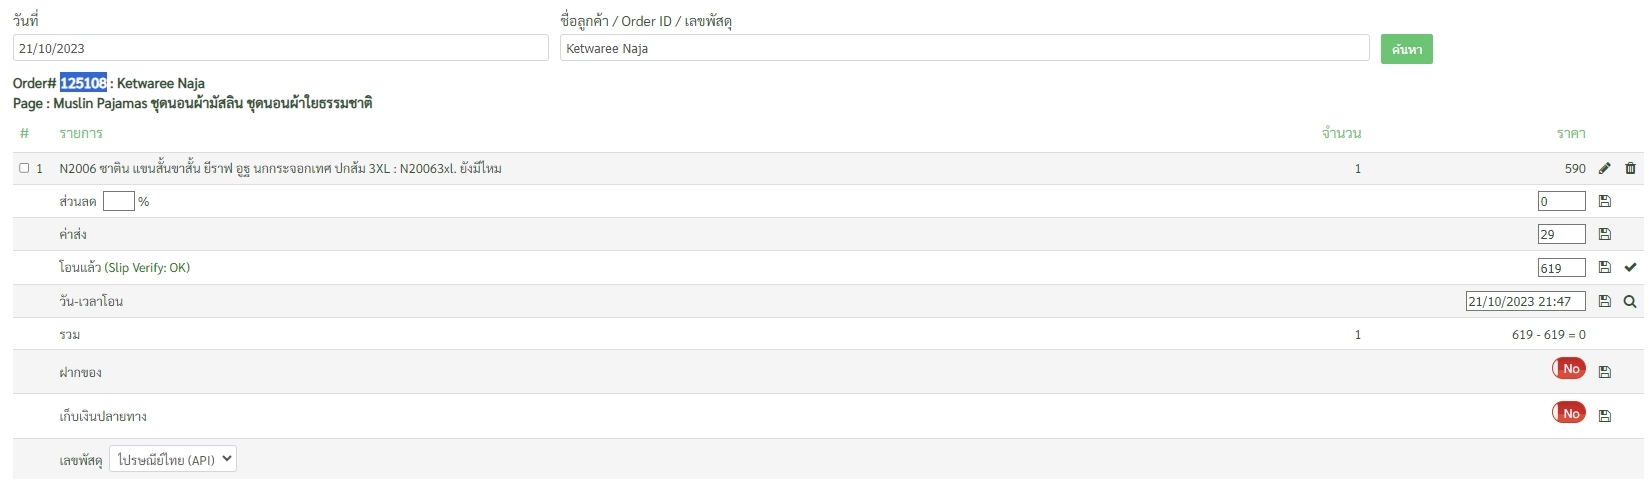 วันที่ ชื่อลูกค้า / Order ID / เลขพัสดุ
21/10/2023 Ketwaree Naja ค้นหา
Order# 125108 : Ketwaree Naja
Page : Muslin Pajamas ชุดนอนผ้ามัสลิน ชุดนอนผ้าใยธรรมชาติ
# รายการ จำนวน ราคา
1 N2006 ซาติน แขนสั้นขาสั้น ยีราฟ อูฐ นกกระจอกเทศ ปกส้ม 3XL : N20063xl. ยังมีไหม 1 590
ส่วนลด % 0
ค่าส่ง 29
โอนแล้ว (Slip Verify: OK) 619
วัน-เวลาโอน 21/10/2023 21:47
รวม 1 619 - 619 = 0
ฝากของ No
เก็บเงินปลายทาง No
เลขพัสดุ ไปรษณีย์ไทย (API)